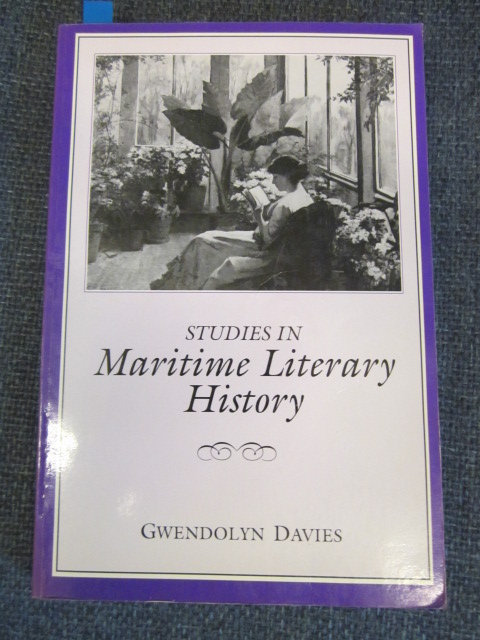 STUDIES IN
Maritime Literary
History
GWENDOLYN DAVIES